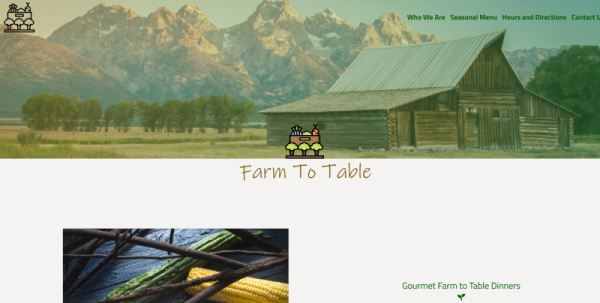 Who We Are Seasonal Menu Hours and Directions Contact
Farm To Table
Gourmet Farm to Table Dinners